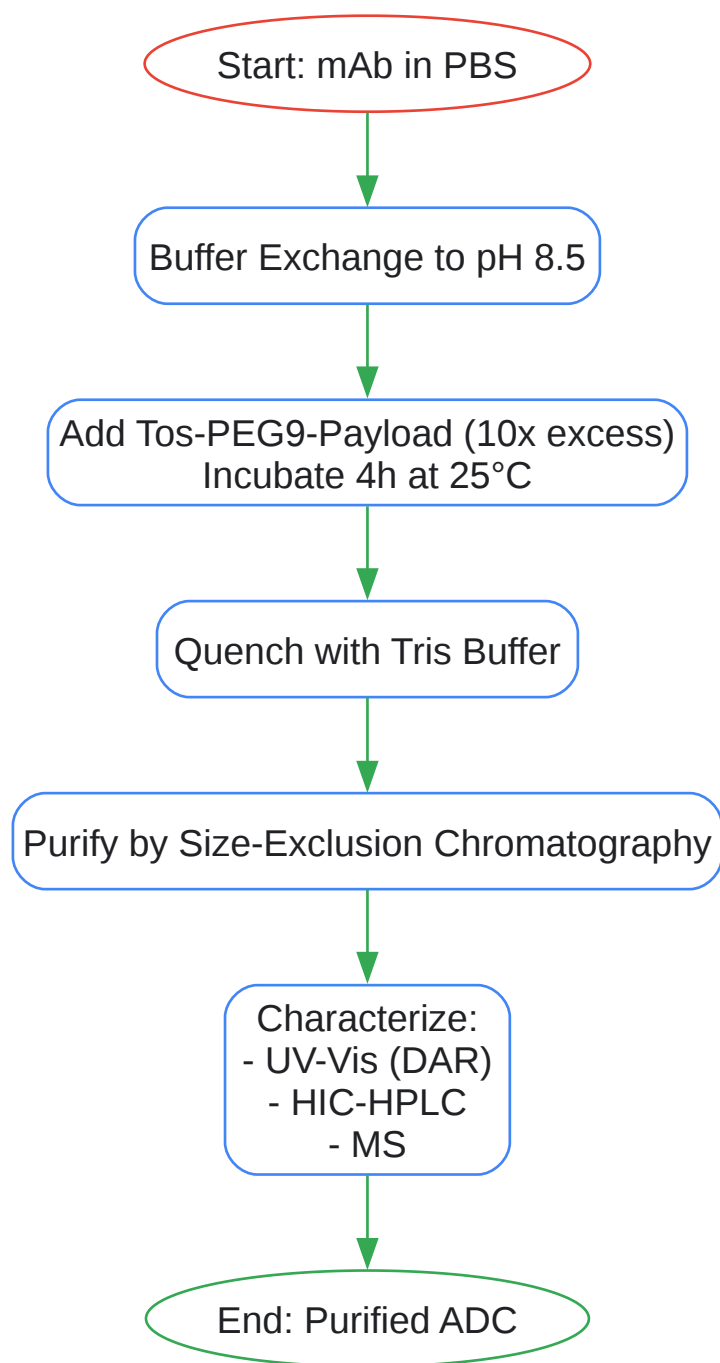 Start: mAb in PBS
Buffer Exchange to pH 8.5
Add Tos-PEG9-Payload (10x excess)
Incubate 4h at 25°C
Quench with Tris Buffer
Purify by Size-Exclusion Chromatography
Characterize:
- UV-Vis (DAR)
- HIC-HPLC
- MS
End: Purified ADC